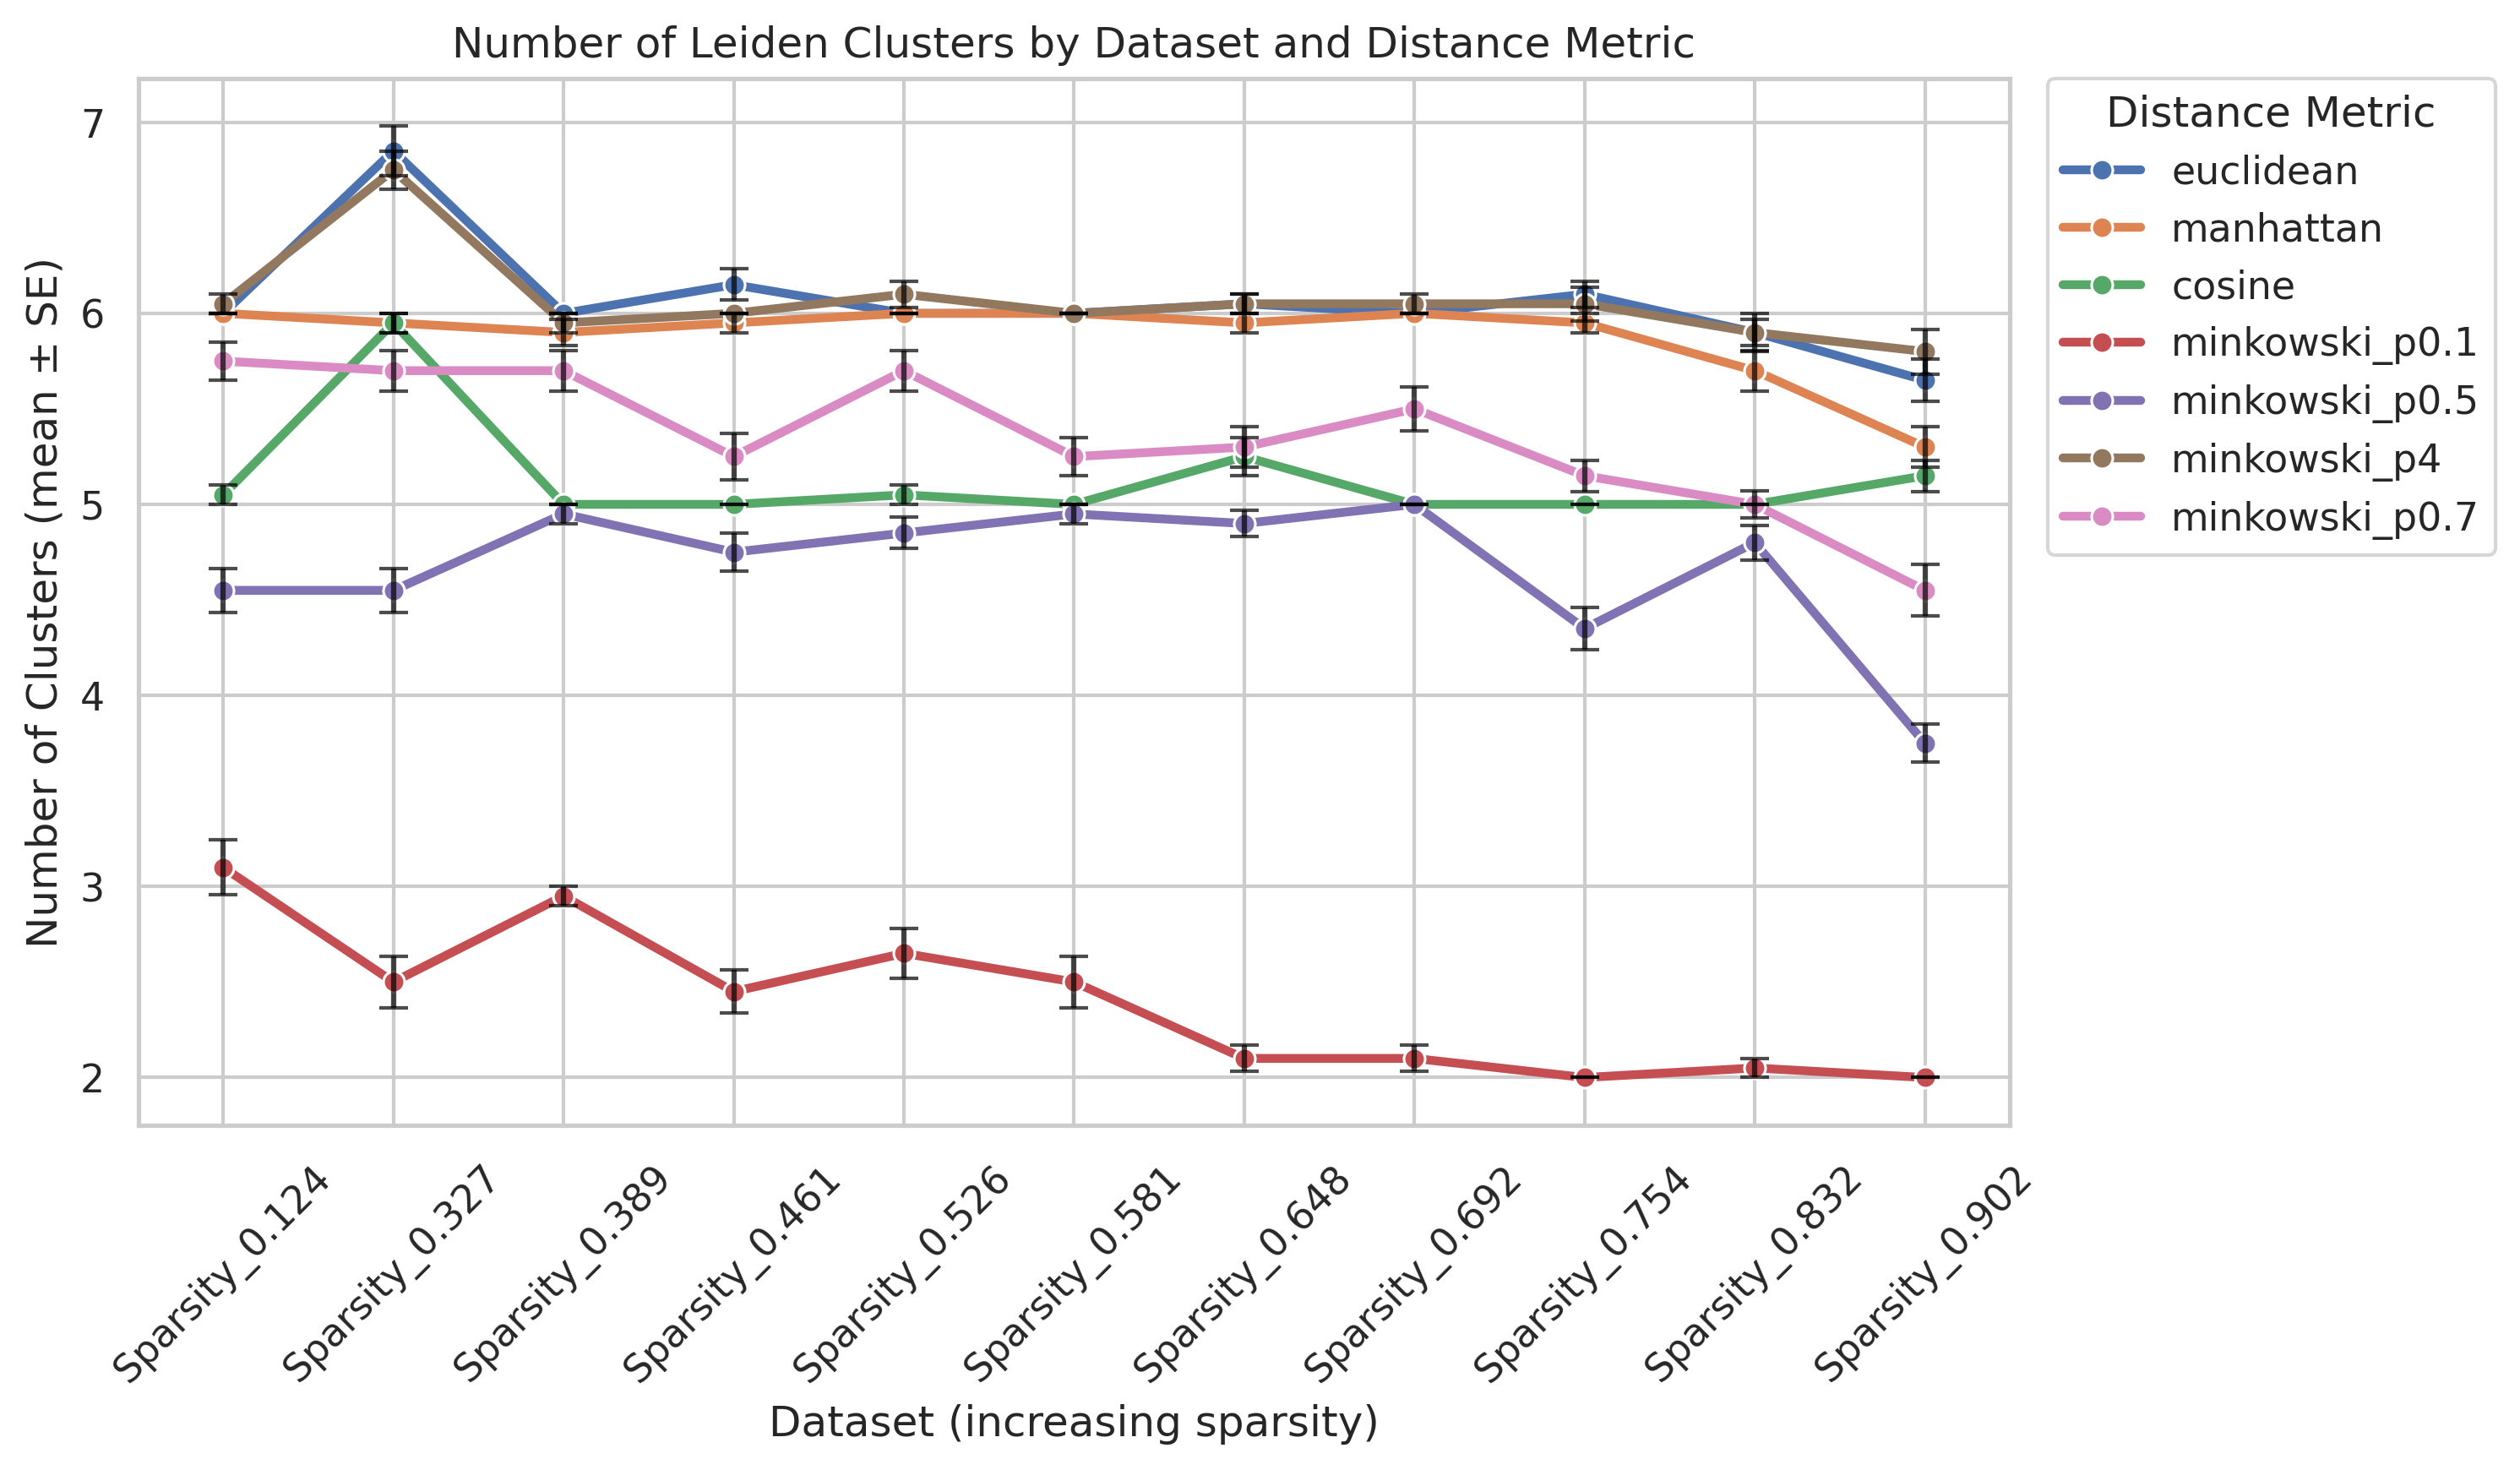 Number of Leiden Clusters by Dataset and Distance Metric
Number of Clusters (mean ± SE)
7
6
5
4
3
2
Sparsity_0.124
Sparsity_0.327
Sparsity_0.389
Sparsity_0.461
Sparsity_0.526
Sparsity_0.581
Sparsity_0.648
Sparsity_0.692
Sparsity_0.754
Sparsity_0.832
Sparsity_0.902
Dataset (increasing sparsity)
Distance Metric
euclidean
manhattan
cosine
minkowski_p0.1
minkowski_p0.5
minkowski_p4
minkowski_p0.7